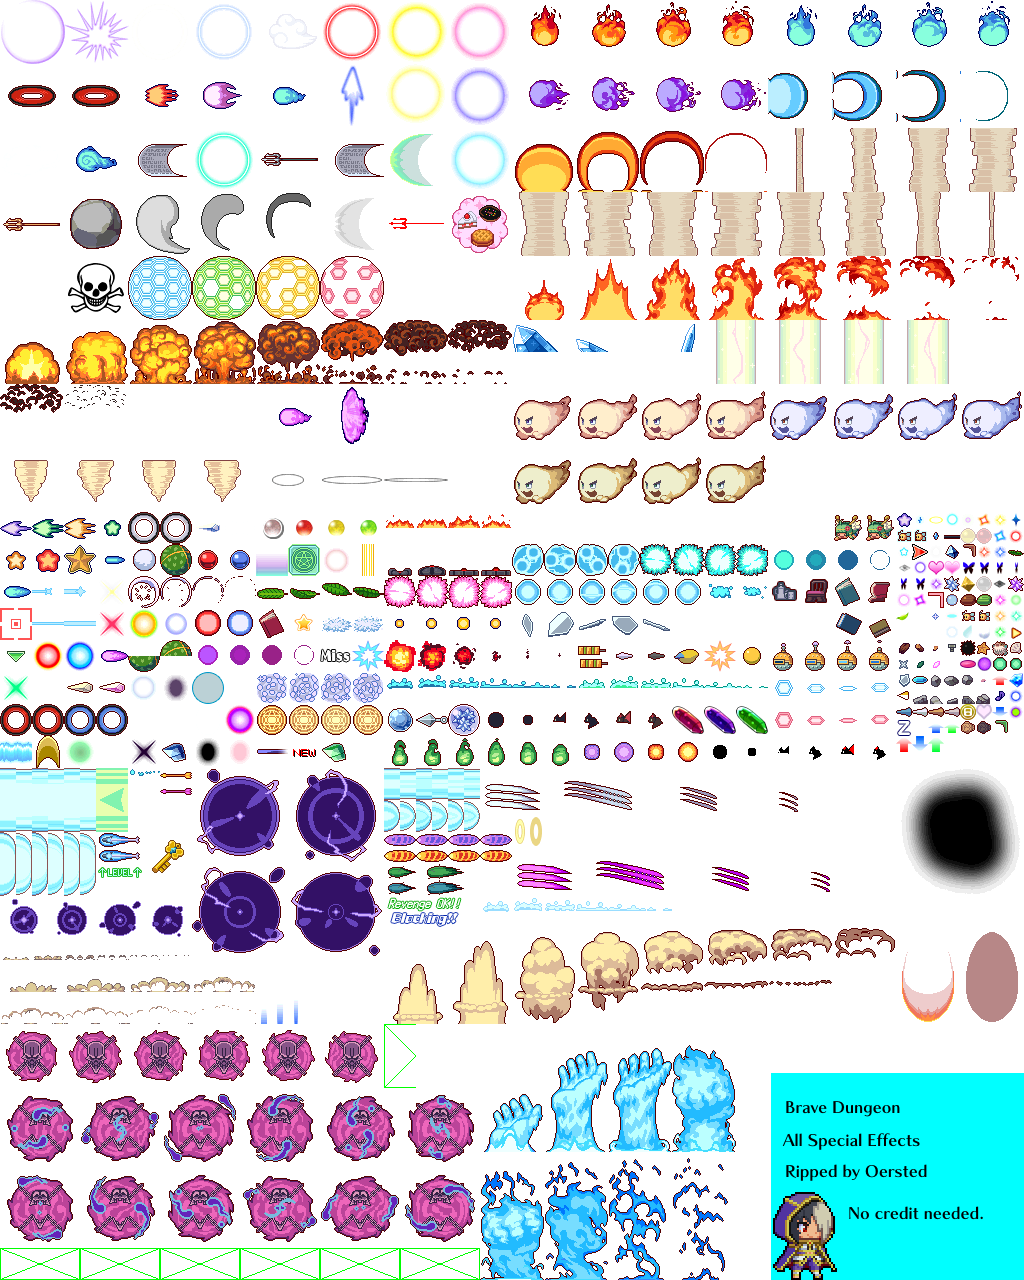 Miss
NEW
↑LEVEL↑
Revenge OK!!
Blocking!!
Z
Brave Dungeon
All Special Effects
Ripped by Oersted
No credit needed.